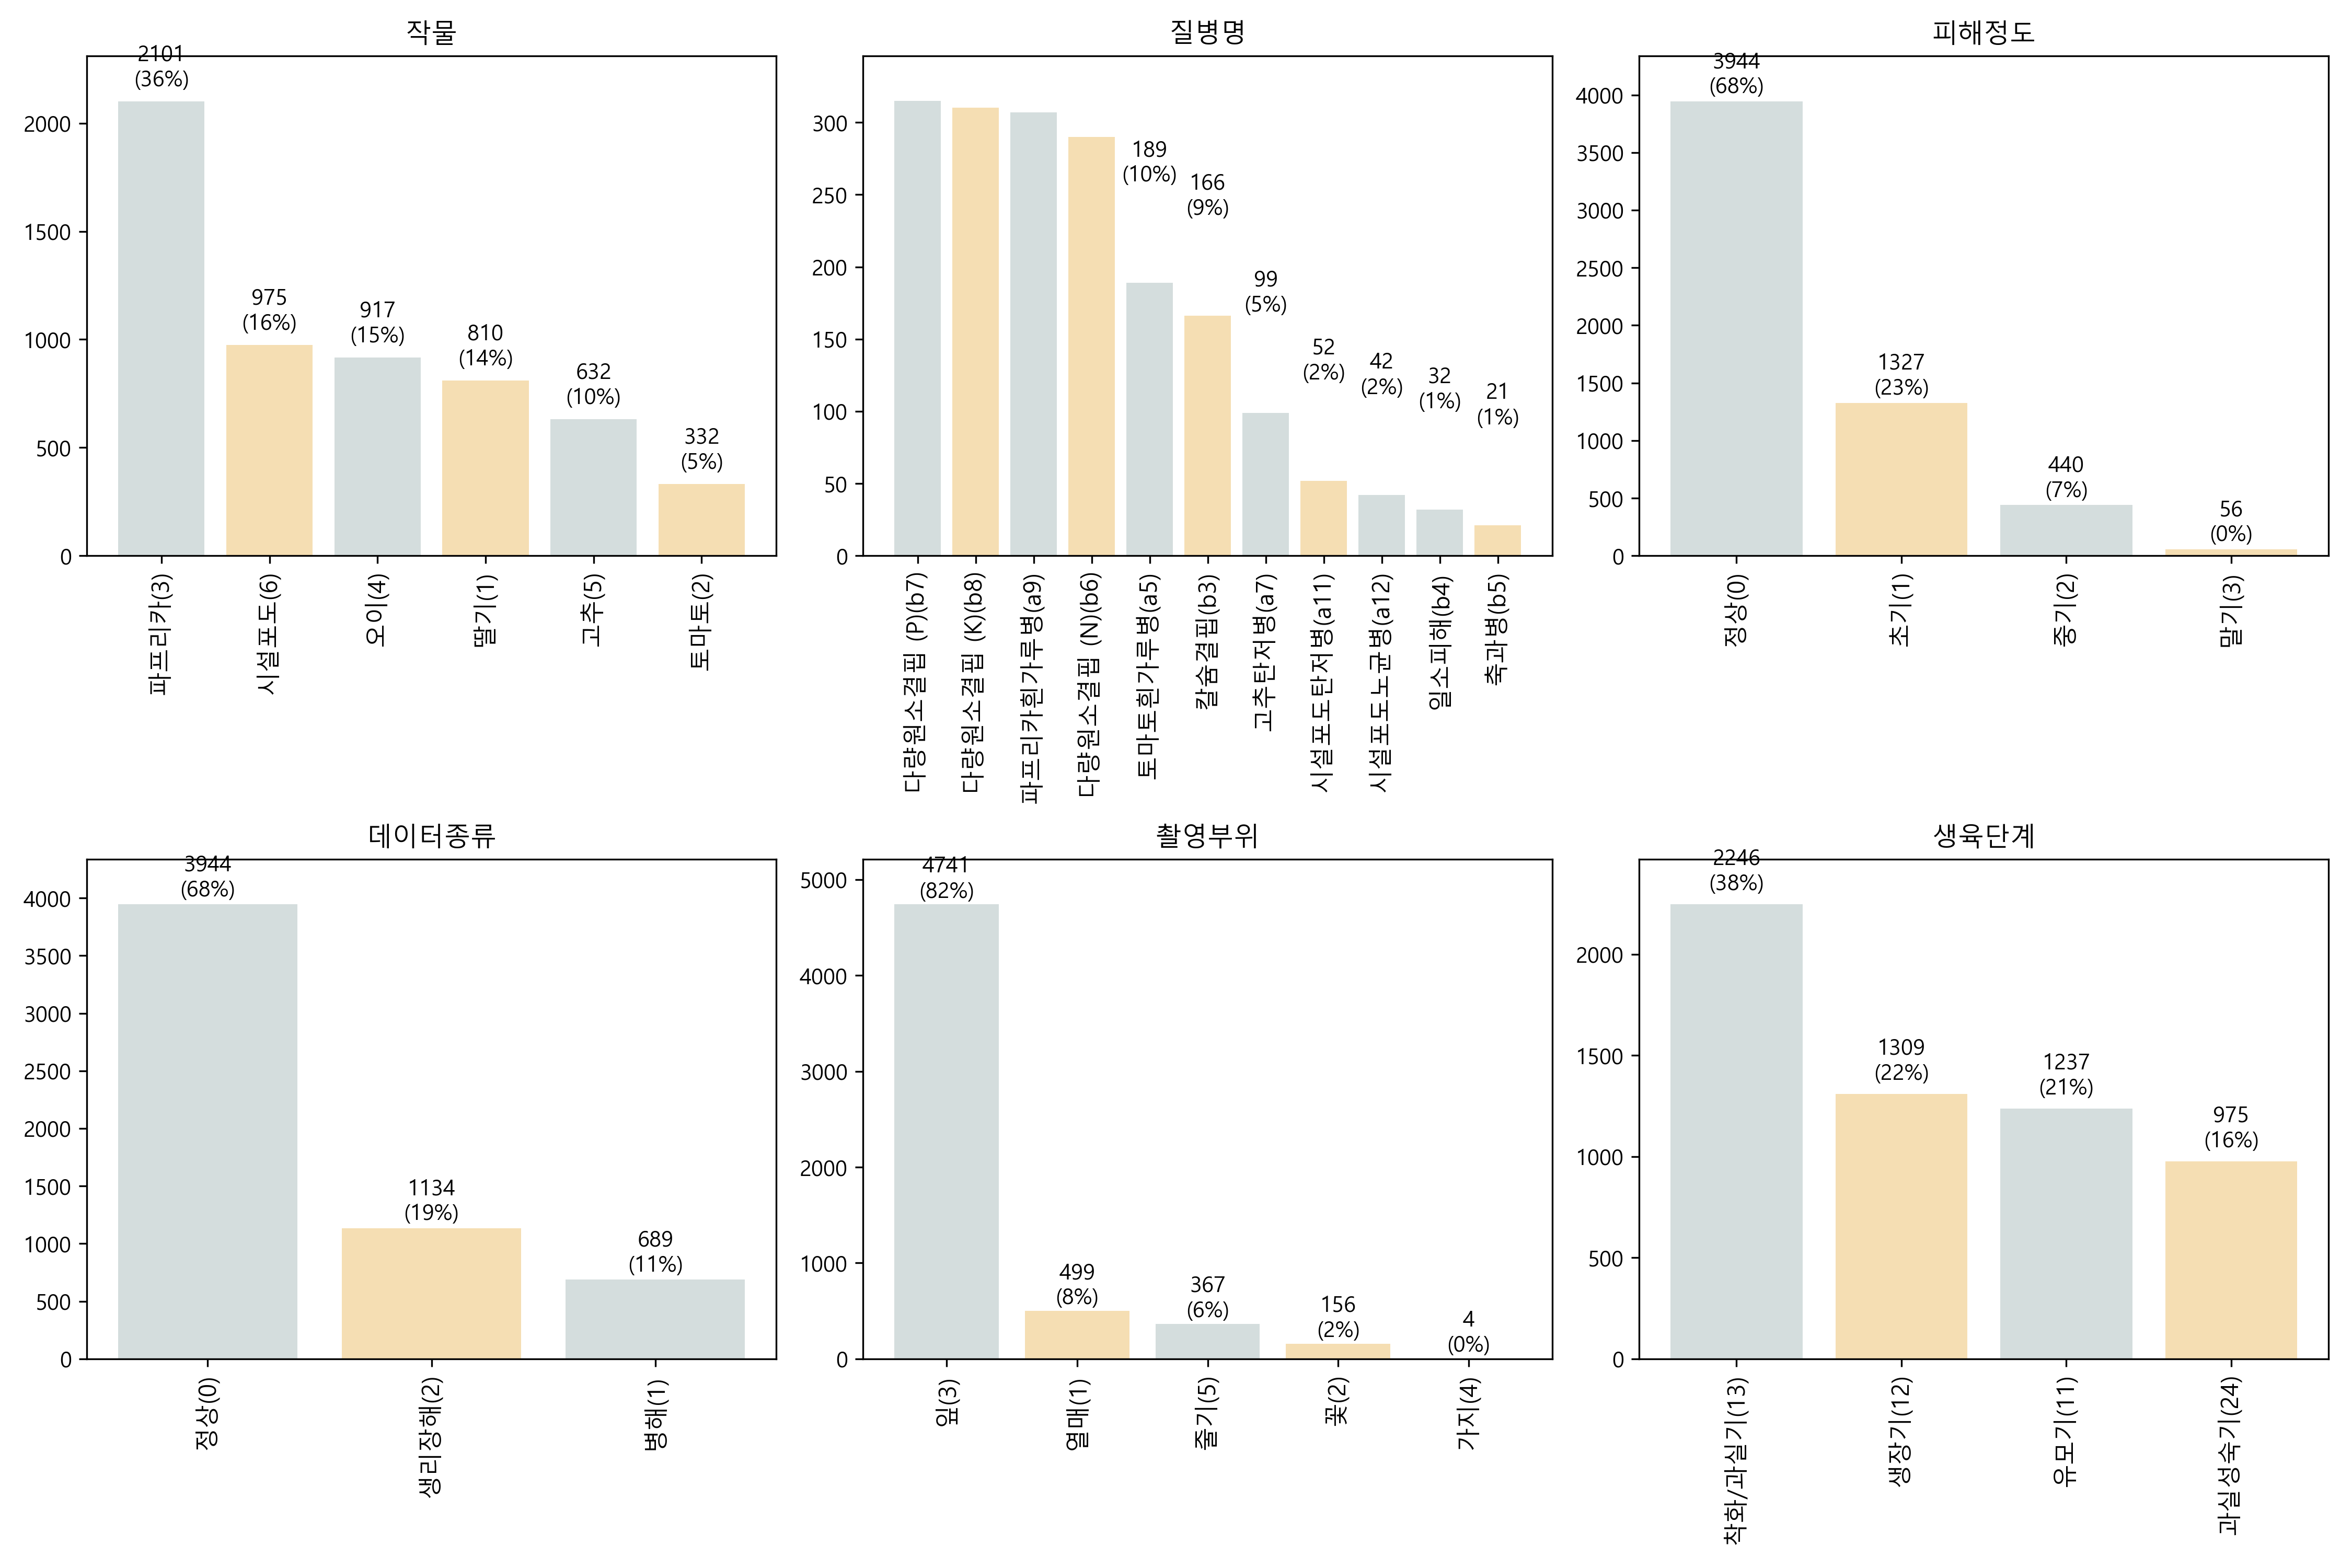 작물
2101
(36%)
975
(16%)
917
(15%)
810
(14%)
632
(10%)
332
(5%)
2000
1500
1000
500
0
파프리카(3)
시설포도(6)
오이(4)
딸기(1)
고추(5)
토마토(2)
질병명
189
(10%)
166
(9%)
99
(5%)
52
(2%)
42
(2%)
32
(1%)
21
(1%)
300
250
200
150
100
50
0
다량원소결핍 (P)(b7)
다량원소결핍 (K)(b8)
파프리카흰가루병(a9)
다량원소결핍 (N)(b6)
토마토흰가루병(a5)
칼슘결핍(b3)
고추탄저병(a7)
시설포도탄저병(a11)
시설포도노균병(a12)
일소피해(b4)
축과병(b5)
피해정도
3944
(68%)
1327
(23%)
440
(7%)
56
(0%)
4000
3500
3000
2500
2000
1500
1000
500
0
정상(0)
초기(1)
중기(2)
말기(3)
데이터종류
3944
(68%)
1134
(19%)
689
(11%)
4000
3500
3000
2500
2000
1500
1000
500
0
정상(0)
생리장해(2)
병해(1)
촬영부위
4741
(82%)
499
(8%)
367
(6%)
156
(2%)
4
(0%)
5000
4000
3000
2000
1000
0
잎(3)
열매(1)
줄기(5)
꽃(2)
가지(4)
생육단계
2246
(38%)
1309
(22%)
1237
(21%)
975
(16%)
2000
1500
1000
500
0
착화/과실기(13)
생장기(12)
유모기(11)
과실성숙기(24)